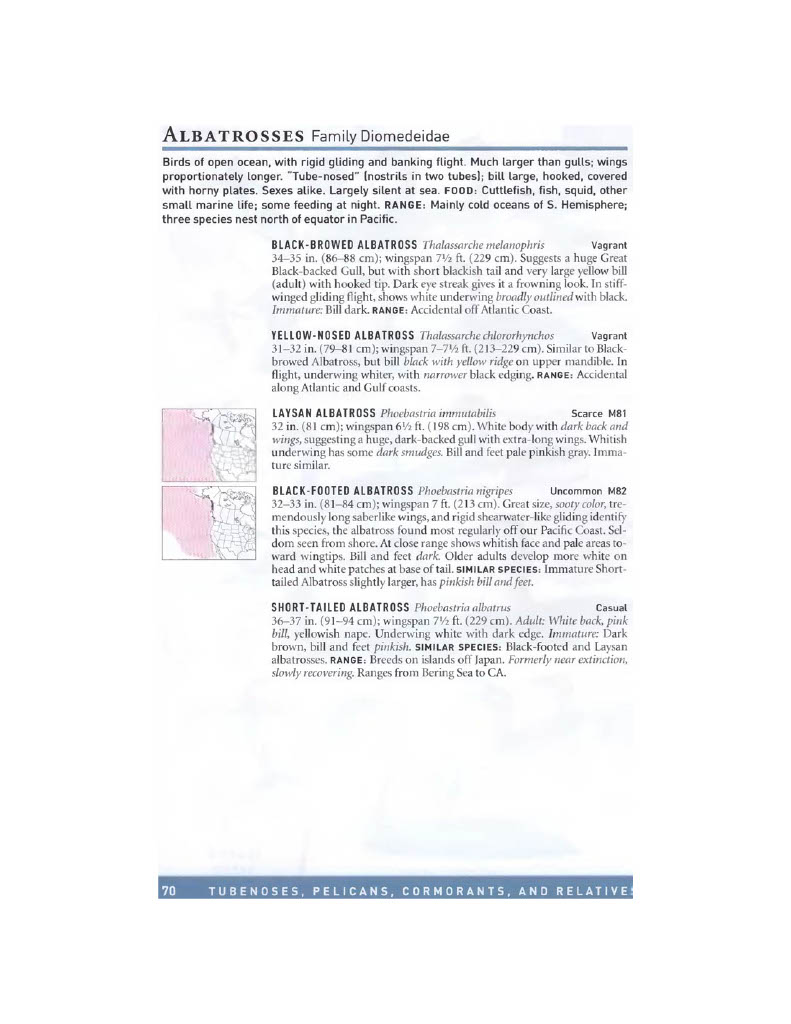 ALBATROSSES Family Diomedeidae
Birds of open ocean, with rigid gliding and banking flight. Much larger than gulls; wings
proportionately longer. "Tube-nosed" (nostrils in two tubes); bill large, hooked, covered
with horny plates. Sexes alike. Largely silent at sea. FOOD: Cuttlefish, fish, squid, other
small marine life; some feeding at night. RANGE: Mainly cold oceans of S. Hemisphere;
three species nest north of equator in Pacific.
BLACK-BROWED ALBATROSS Thalassarche melanophris Vagrant
34–35 in. (86–88 cm); wingspan 7½ ft. (229 cm). Suggests a huge Great
Black-backed Gull, but with short blackish tail and very large yellow bill
(adult) with hooked tip. Dark eye streak gives it a frowning look. In stiff-
winged gliding flight, shows white underwing broadly outlined with black.
Immature: Bill dark. RANGE: Accidental off Atlantic Coast.
YELLOW-NOSED ALBATROSS Thalassarche chlororhynchos Vagrant
31–32 in. (79–81 cm); wingspan 7–7½ ft. (213–229 cm). Similar to Black-
browed Albatross, but bill black with yellow ridge on upper mandible. In
flight, underwing whiter, with narrower black edging. RANGE: Accidental
along Atlantic and Gulf coasts.
LAYSAN ALBATROSS Phoebastria immutabilis Scarce M81
32 in. (81 cm); wingspan 6½ ft. (198 cm). White body with dark back and
wings, suggesting a huge, dark-backed gull with extra-long wings. Whitish
underwing has some dark smudges. Bill and feet pale pinkish gray. Imma-
ture similar.
BLACK-FOOTED ALBATROSS Phoebastria nigripes Uncommon M82
32–33 in. (81–84 cm); wingspan 7 ft. (213 cm). Great size, sooty color, tre-
mendously long saberlike wings, and rigid shearwater-like gliding identify
this species, the albatross found most regularly off our Pacific Coast. Sel-
dom seen from shore. At close range shows whitish face and pale areas to-
ward wingtips. Bill and feet dark. Older adults develop more white on
head and white patches at base of tail. SIMILAR SPECIES: Immature Short-
tailed Albatross slightly larger, has pinkish bill and feet.
SHORT-TAILED ALBATROSS Phoebastria albatrus Casual
36–37 in. (91–94 cm); wingspan 7½ ft. (229 cm). Adult: White back, pink
bill, yellowish nape. Underwing white with dark edge. Immature: Dark
brown, bill and feet pinkish. SIMILAR SPECIES: Black-footed and Laysan
albatrosses. RANGE: Breeds on islands off Japan. Formerly near extinction,
slowly recovering. Ranges from Bering Sea to CA.
70 TUBENOSES, PELICANS, CORMORANTS, AND RELATIVES